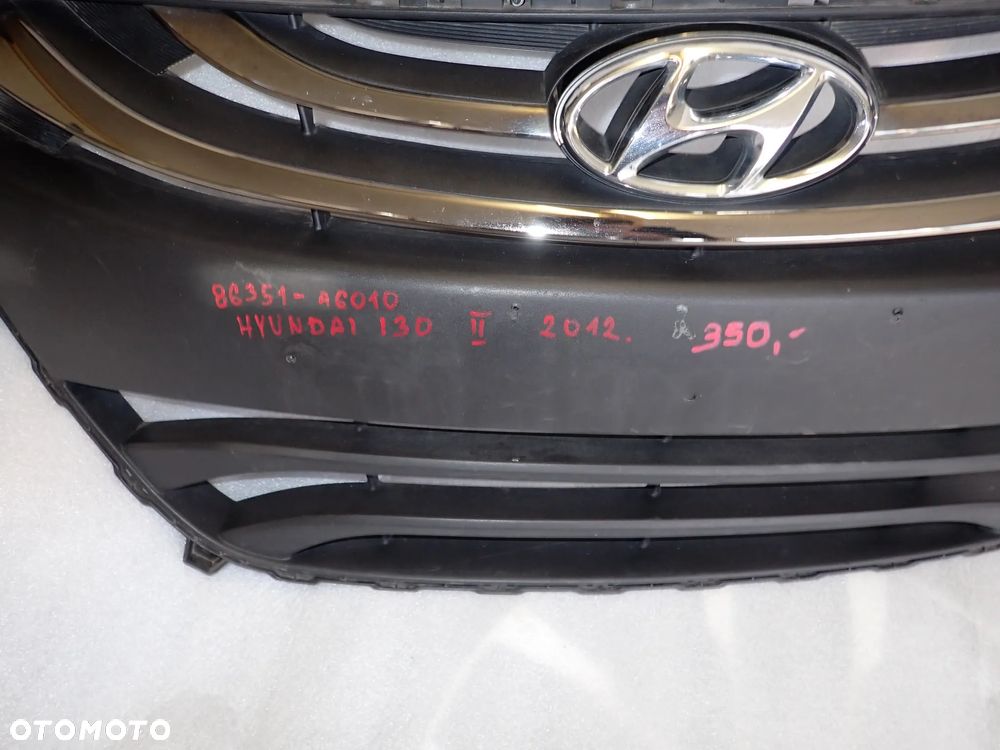 86351-A6010
HYUNDAI I30 II 2012. 350,-
OTOMOTO